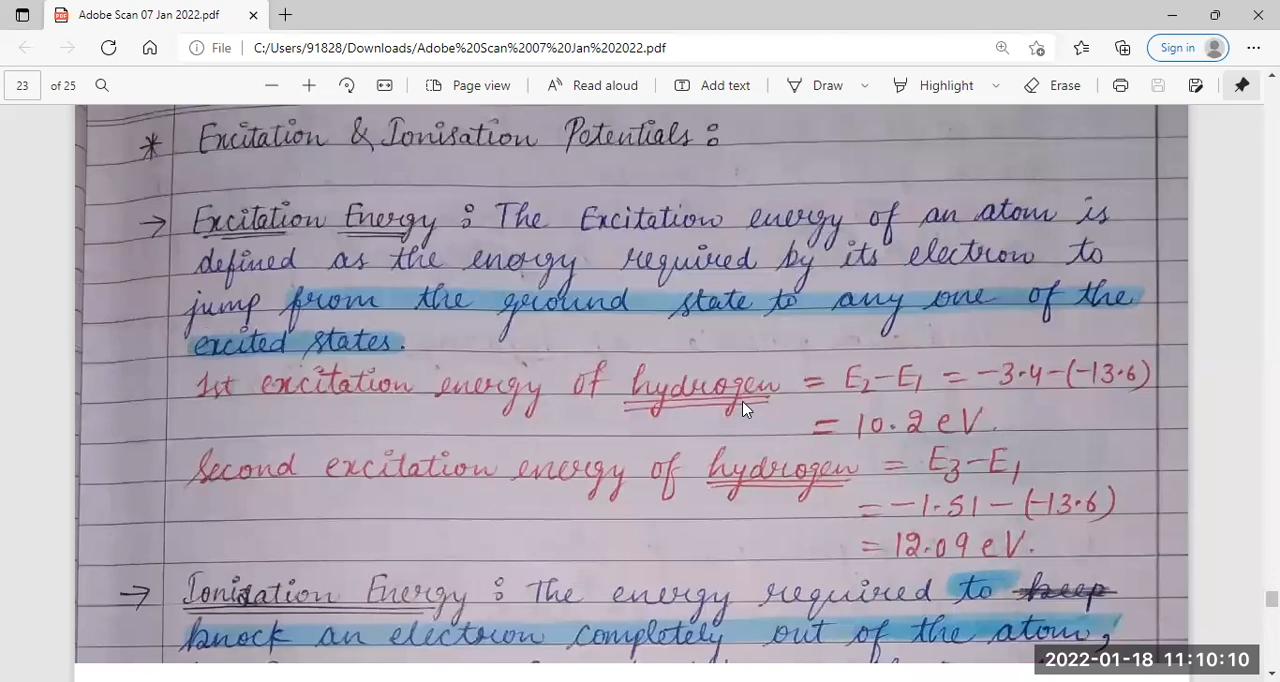 Adobe Scan 07 Jan 2022.pdf
File C:/Users/91828/Downloads/Adobe%20Scan%2007%20Jan%202022.pdf Sign in
23 of 25 Page view Read aloud Add text Draw Highlight Erase
* Excitation & Ionisation Potentials :
→ Excitation Energy : The Excitation energy of an atom is
defined as the energy required by its electron to
jump from the ground state to any one of the
excited states.
1st excitation energy of hydrogen = E₂-E₁ = -3.4-(-13.6)
= 10.2 eV.
Second excitation energy of hydrogen = E3-E₁
= -1.51-(-13.6)
= 12.09 eV.
→ Ionisation Energy : The energy required to keep
knock an electron completely out of the atom,
2022-01-18 11:10:10